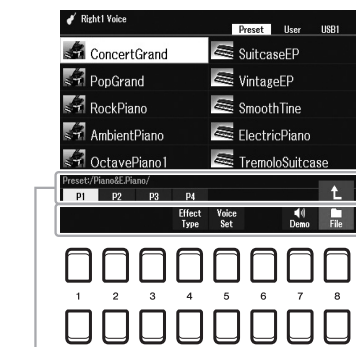 Right1 Voice
Preset User USB1
ConcertGrand SuitcaseEP
PopGrand VintageEP
RockPiano SmoothTine
AmbientPiano ElectricPiano
OctavePiano1 TremoloSuitcase
Preset:/Piano&E.Piano/
P1 P2 P3 P4
Effect Type Voice Set Demo File
1 2 3 4 5 6 7 8